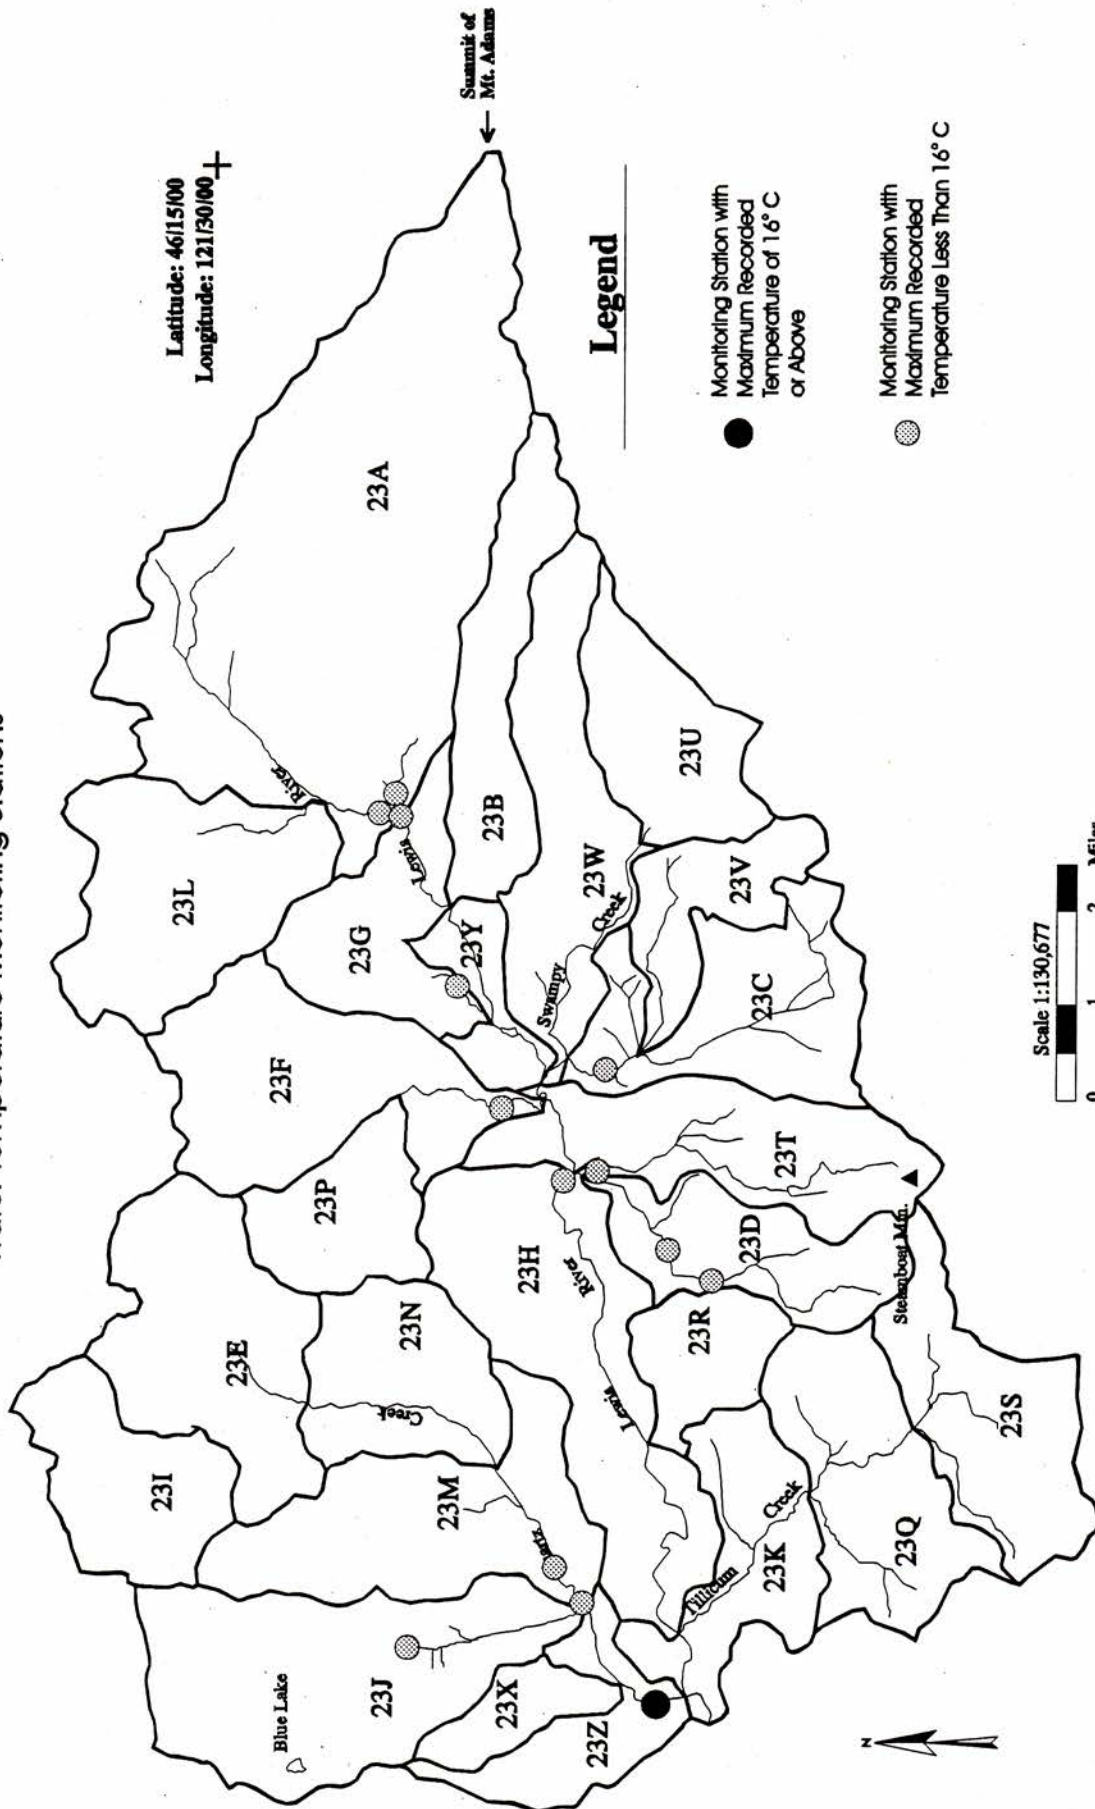 Water Temperature Monitoring Stations
Latitude: 46/15/00
Longitude: 121/30/00
Summit of
Mt. Adams
Legend
Monitoring Station with
Maximum Recorded
Temperature of 16° C
or Above
Monitoring Station with
Maximum Recorded
Temperature Less Than 16° C
23A
23L
River
Lewis
23B
23G
23Y
23W
Creek
Swampy
23U
23V
23C
23F
23P
23T
23D
Steamboat Mtn.
23H
River
Lewis
23R
23E
23N
Creek
23I
23M
artz
23S
23Q
23K
Creek
Tillicum
23J
Blue Lake
23X
23Z
N
Scale 1:130,677
0 1 2 Miles